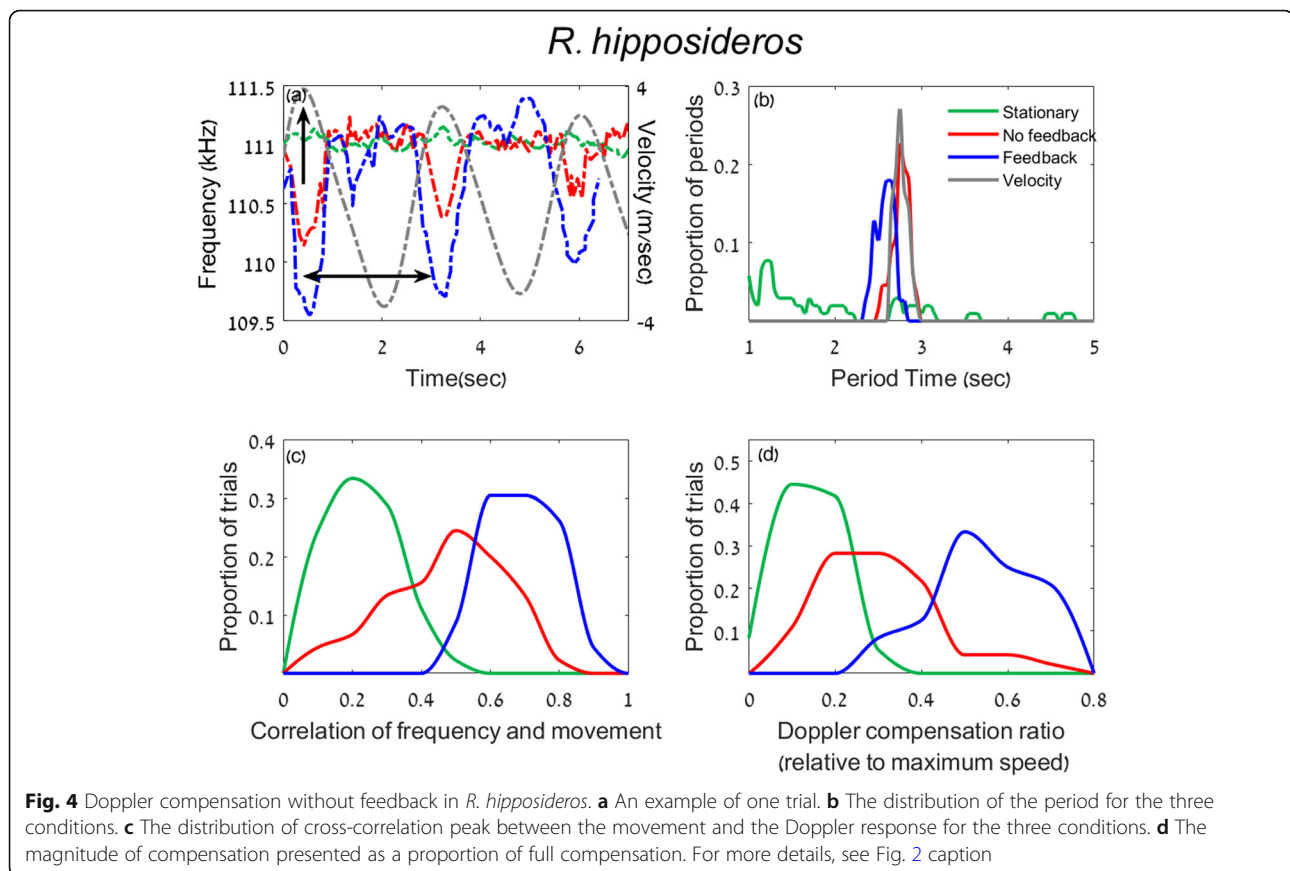 R. hipposideros
(a)
111.5
111
110.5
110
109.5
Frequency (kHz)
4
-4
Velocity (m/sec)
0 2 4 6
Time(sec)
(b)
0.3
0.2
0.1
Proportion of periods
Stationary
No feedback
Feedback
Velocity
1 2 3 4 5
Period Time (sec)
(c)
0.4
0.3
0.2
0.1
Proportion of trials
0 0.2 0.4 0.6 0.8 1
Correlation of frequency and movement
(d)
0.5
0.4
0.3
0.2
0.1
Proportion of trials
0 0.2 0.4 0.6 0.8
Doppler compensation ratio
(relative to maximum speed)
Fig. 4 Doppler compensation without feedback in R. hipposideros. a An example of one trial. b The distribution of the period for the three
conditions. c The distribution of cross-correlation peak between the movement and the Doppler response for the three conditions. d The
magnitude of compensation presented as a proportion of full compensation. For more details, see Fig. 2 caption